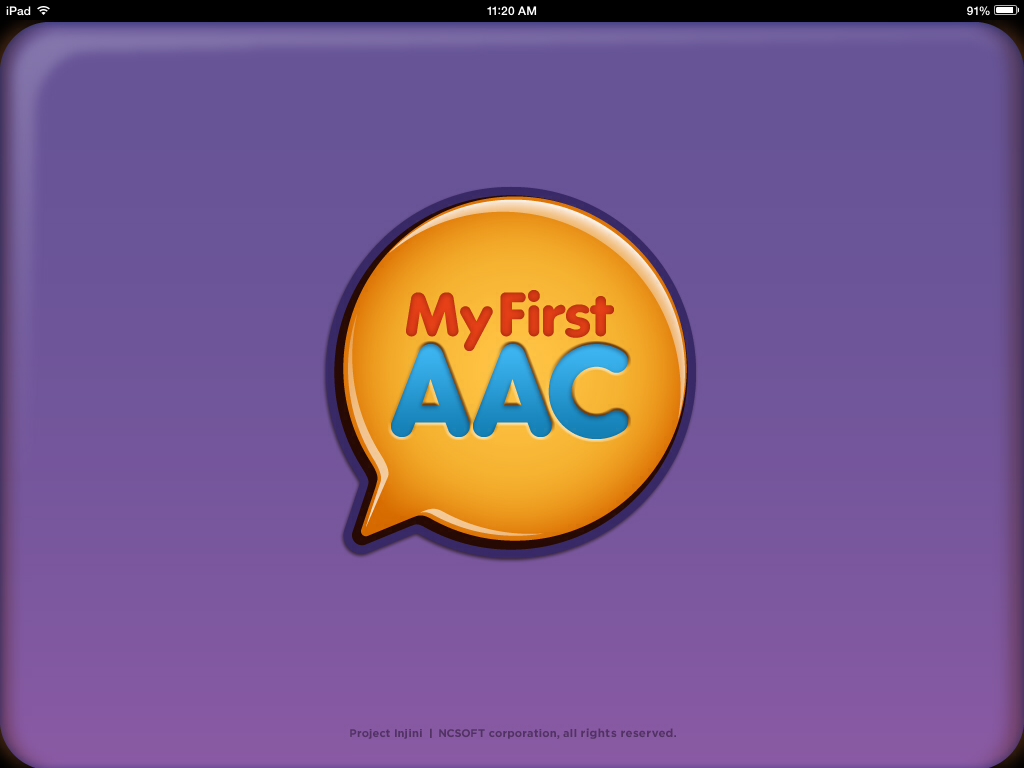 iPad 11:20 AM 91%
My First
AAC
Project Injini | NCSOFT corporation, all rights reserved.